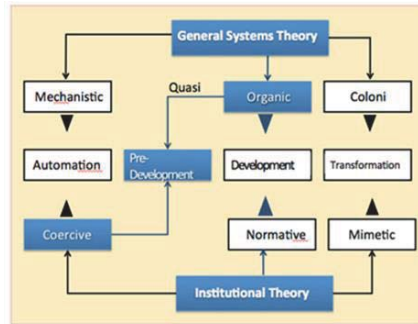 General Systems Theory
Quasi
Mechanistic
Organic
Coloni
Automation
Pre-
Development
Development
Transformation
Coercive
Normative
Mimetic
Institutional Theory